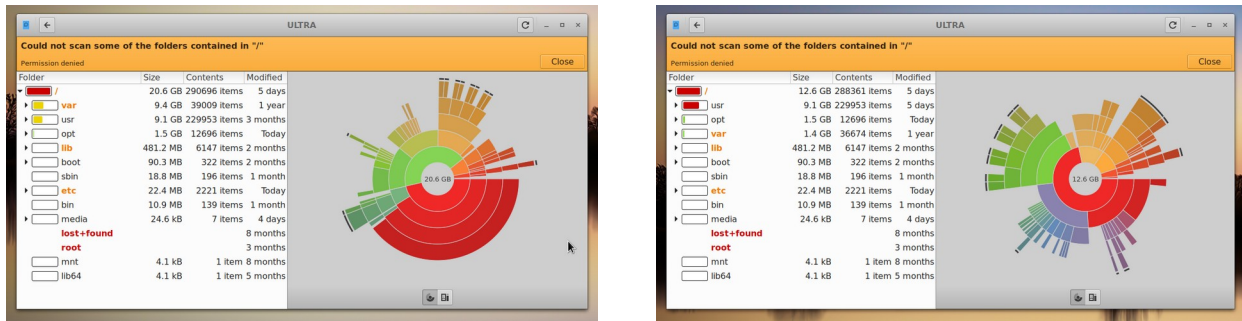 ULTRA
Could not scan some of the folders contained in "/"
Permission denied
Close
Folder Size Contents Modified
/ 20.6 GB 290696 items 5 days
var 9.4 GB 39009 items 1 year
usr 9.1 GB 229953 items 3 months
opt 1.5 GB 12696 items Today
lib 481.2 MB 6147 items 2 months
boot 90.3 MB 322 items 2 months
sbin 18.8 MB 196 items 1 month
etc 22.4 MB 2221 items Today
bin 10.9 MB 139 items 1 month
media 24.6 kB 7 items 4 days
lost+found 8 months
root 3 months
mnt 4.1 kB 1 item 8 months
lib64 4.1 kB 1 item 5 months
20.6 GB
ULTRA
Could not scan some of the folders contained in "/"
Permission denied
Close
Folder Size Contents Modified
/ 12.6 GB 288361 items 5 days
usr 9.1 GB 229953 items 5 days
opt 1.5 GB 12696 items Today
var 1.4 GB 36674 items 1 year
lib 481.2 MB 6147 items 2 months
boot 90.3 MB 322 items 2 months
sbin 18.8 MB 196 items 1 month
etc 22.4 MB 2221 items Today
bin 10.9 MB 139 items 1 month
media 24.6 kB 7 items 4 days
lost+found 8 months
root 3 months
mnt 4.1 kB 1 item 8 months
lib64 4.1 kB 1 item 5 months
12.6 GB